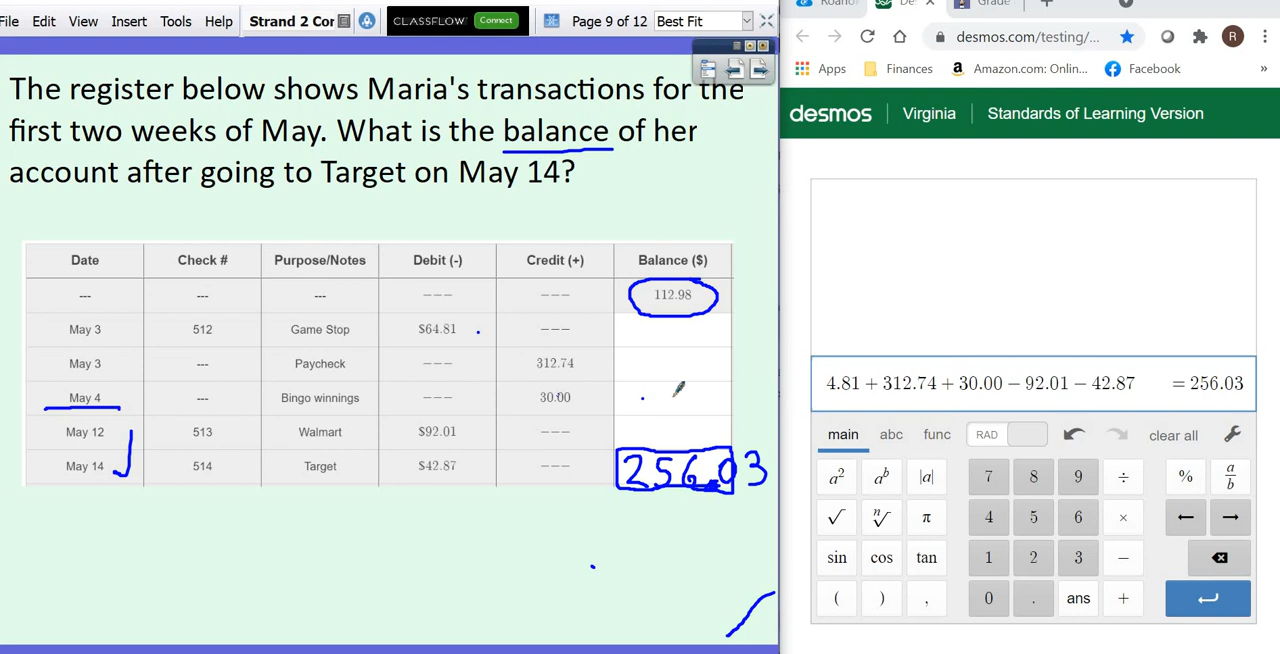 File Edit View Insert Tools Help Strand 2 Cor CLASSFLOW Connect Page 9 of 12 Best Fit
The register below shows Maria's transactions for the
first two weeks of May. What is the balance of her
account after going to Target on May 14?
Date Check # Purpose/Notes Debit (-) Credit (+) Balance ($)
--- --- --- --- --- 112.98
May 3 512 Game Stop $64.81 ---
May 3 --- Paycheck --- 312.74
May 4 --- Bingo winnings --- 30.00
May 12 513 Walmart $92.01 ---
May 14 514 Target $42.87 --- 256.03
Roano De Grade
desmos.com/testing/... R
Apps Finances Amazon.com: Onlin... Facebook »
desmos Virginia Standards of Learning Version
4.81 + 312.74 + 30.00 − 92.01 − 42.87 = 256.03
main abc func RAD clear all
a² aᵇ |a| 7 8 9 ÷ % a/b
√ ⁿ√ π 4 5 6 × ← →
sin cos tan 1 2 3 −
( ) , 0 . ans +